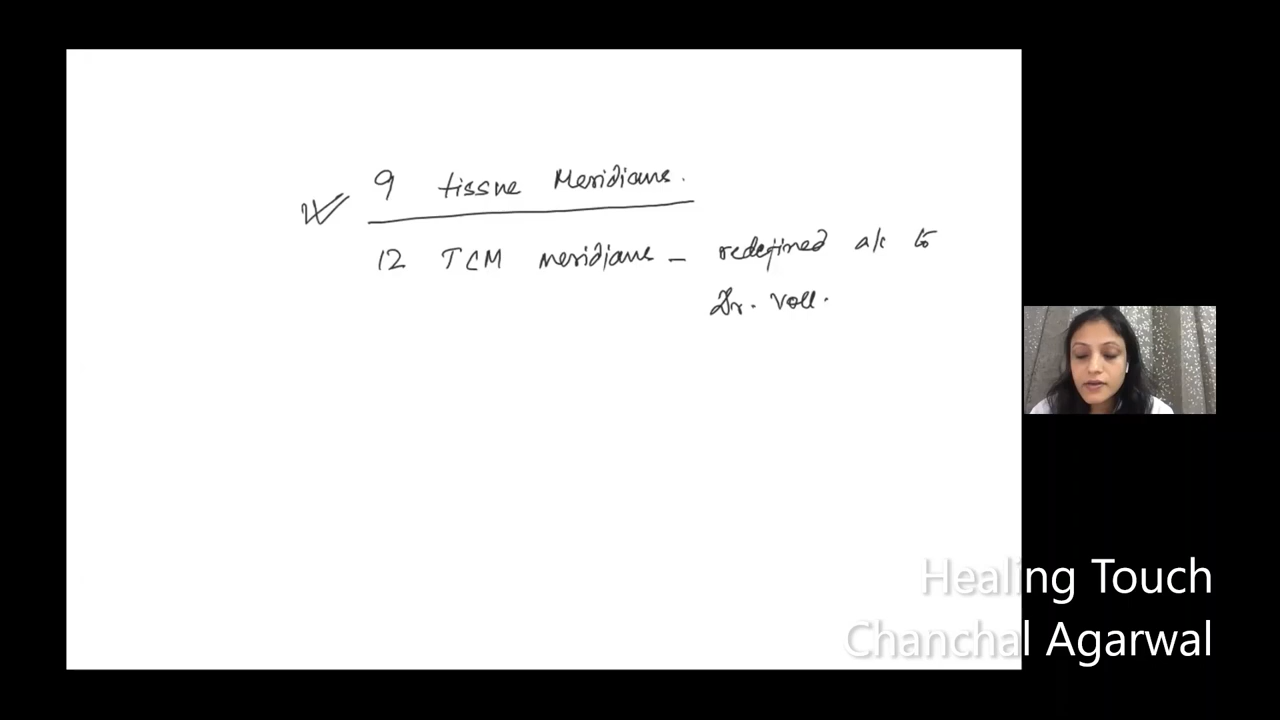 9 tissue Meridians.
12 TCM meridians - redefined a/c to
Dr. Voll.
Healing Touch
Chanchal Agarwal